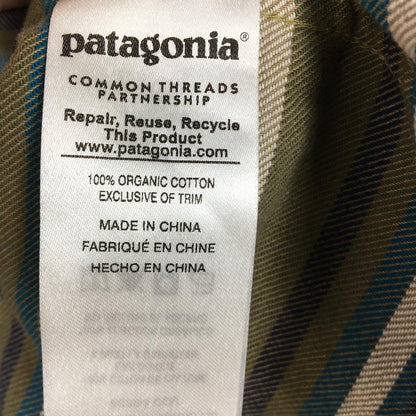 patagonia®
COMMON THREADS
PARTNERSHIP
Repair, Reuse, Recycle
This Product
www.patagonia.com
100% ORGANIC COTTON
EXCLUSIVE OF TRIM
MADE IN CHINA
FABRIQUÉ EN CHINE
HECHO EN CHINA